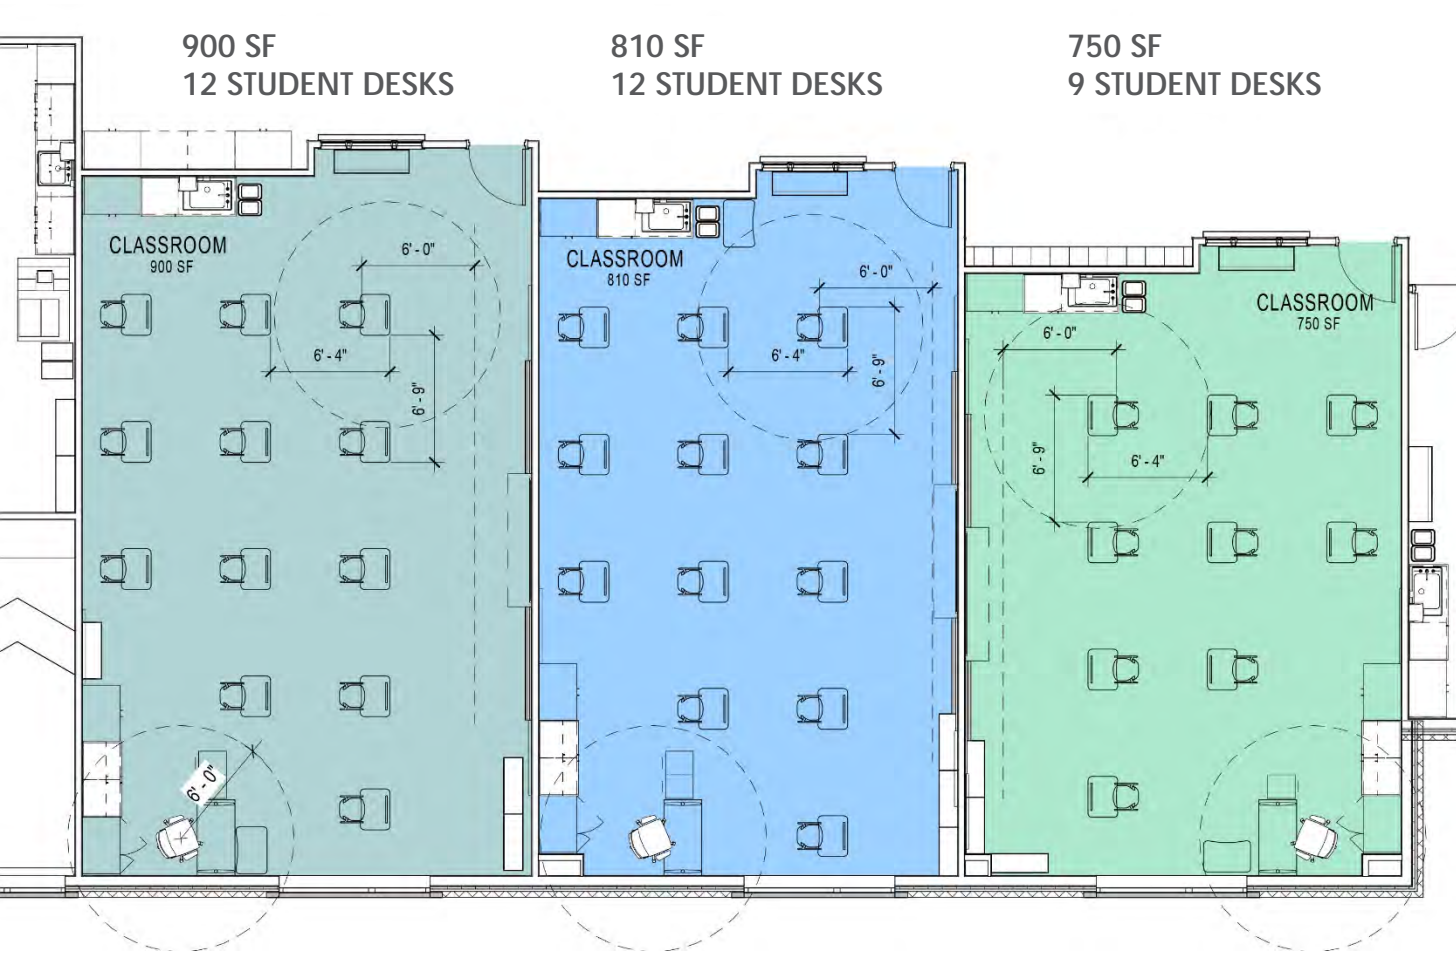 900 SF
12 STUDENT DESKS
810 SF
12 STUDENT DESKS
750 SF
9 STUDENT DESKS
CLASSROOM
900 SF
6' - 0"
6' - 4"
6' - 9"
6' - 0"
CLASSROOM
810 SF
6' - 0"
6' - 4"
6' - 9"
CLASSROOM
750 SF
6' - 0"
6' - 9"
6' - 4"